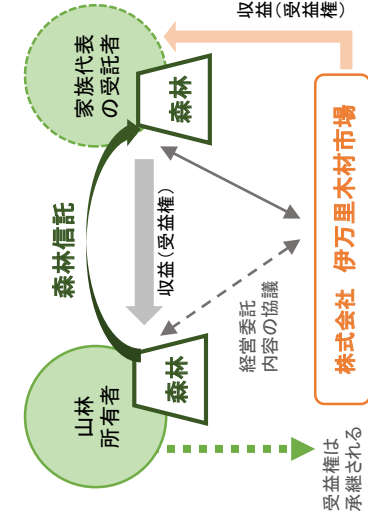 森林信託
山林
所有者
森林
家族代表
の受託者
森林
収益(受益権)
収益(受益権)
経営委託
内容の協議
受益権は
承継される
株式会社 伊万里木材市場